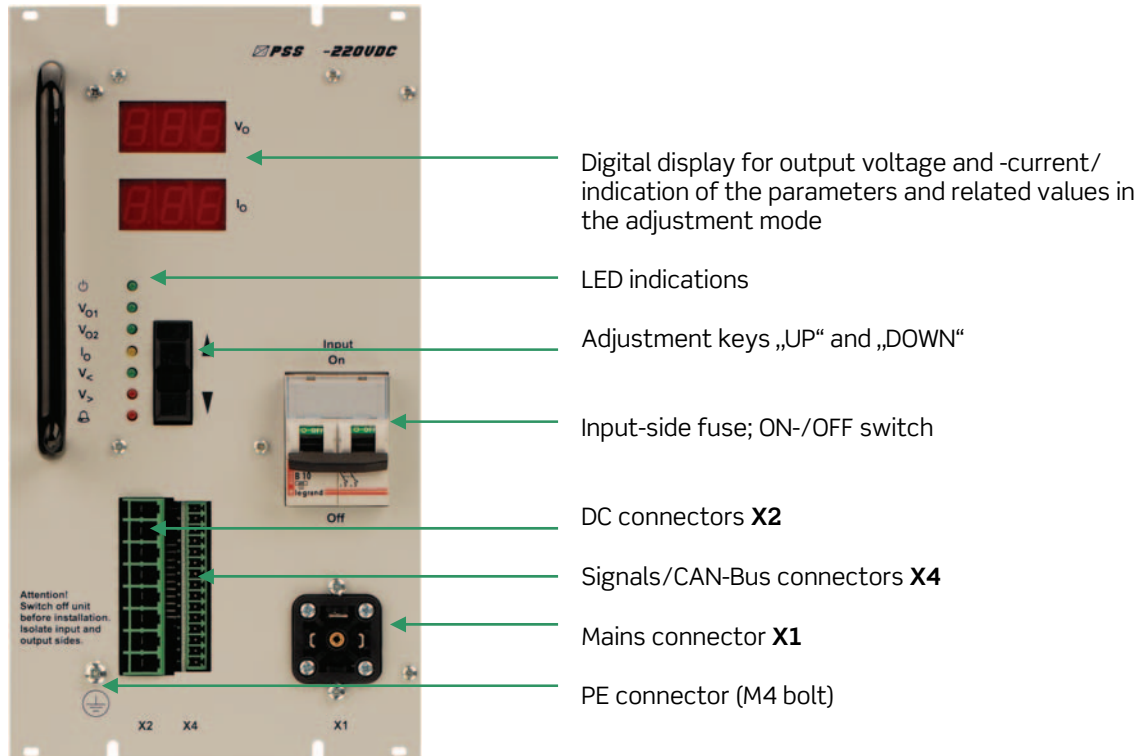 PSS -220VDC
VO
IO
Digital display for output voltage and -current/
indication of the parameters and related values in
the adjustment mode
LED indications
VO1
VO2
IO
V<
V>
Adjustment keys „UP“ and „DOWN“
Input
On
Input-side fuse; ON-/OFF switch
B 10
legrand
Off
DC connectors X2
Signals/CAN-Bus connectors X4
Attention!
Switch off unit
before installation.
Isolate input and
output sides.
Mains connector X1
PE connector (M4 bolt)
X2 X4 X1